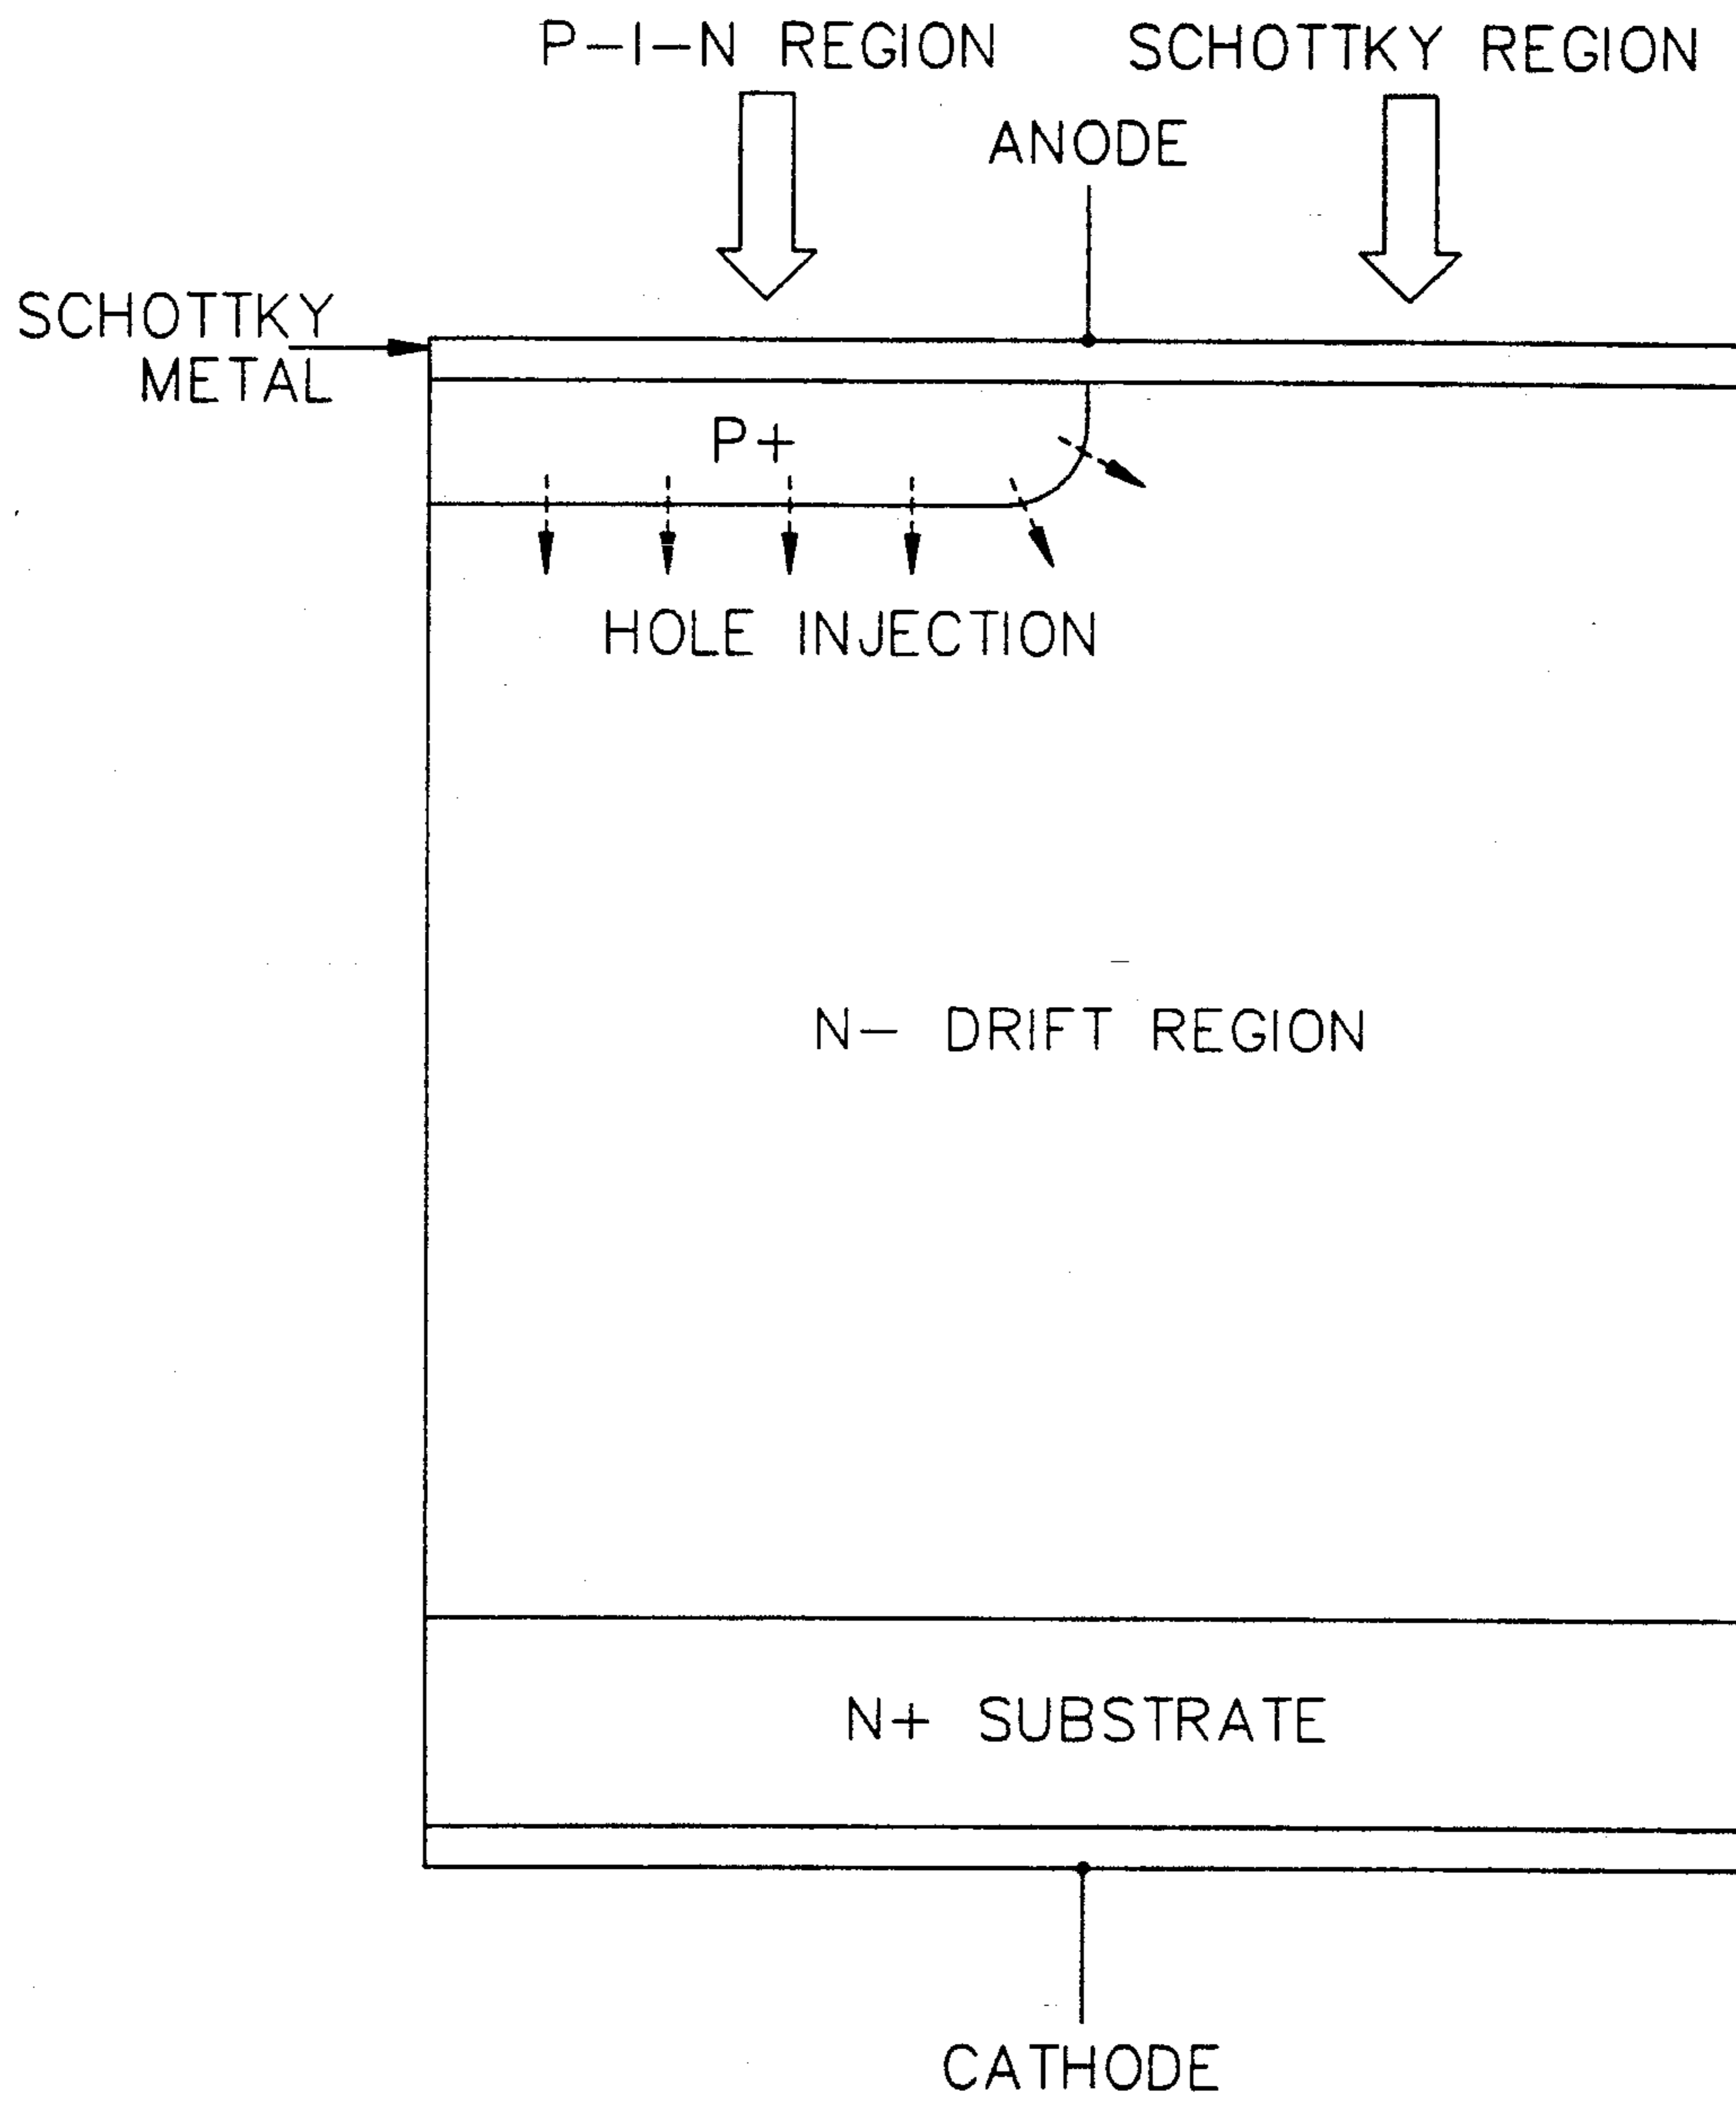 P-I-N REGION
SCHOTTKY REGION
ANODE
SCHOTTKY
METAL
P+
HOLE INJECTION
N- DRIFT REGION
N+ SUBSTRATE
CATHODE